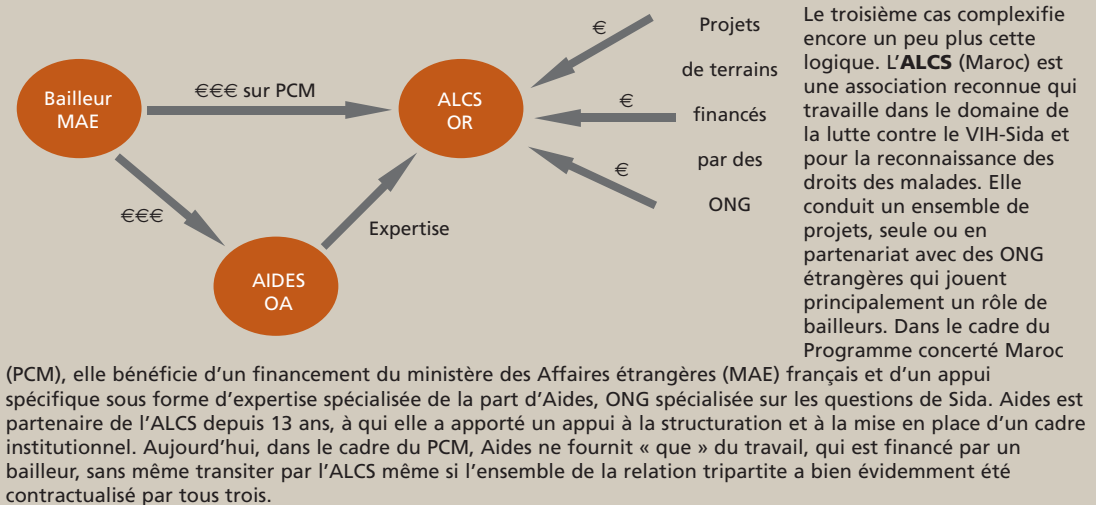 Bailleur
MAE
€€€ sur PCM
ALCS
OR
€€€
Expertise
AIDES
OA
€
€
€
Projets
de terrains
financés
par des
ONG
Le troisième cas complexifie
encore un peu plus cette
logique. L’ALCS (Maroc) est
une association reconnue qui
travaille dans le domaine de
la lutte contre le VIH-Sida et
pour la reconnaissance des
droits des malades. Elle
conduit un ensemble de
projets, seule ou en
partenariat avec des ONG
étrangères qui jouent
principalement un rôle de
bailleurs. Dans le cadre du
Programme concerté Maroc
(PCM), elle bénéficie d’un financement du ministère des Affaires étrangères (MAE) français et d’un appui
spécifique sous forme d’expertise spécialisée de la part d’Aides, ONG spécialisée sur les questions de Sida. Aides est
partenaire de l’ALCS depuis 13 ans, à qui elle a apporté un appui à la structuration et à la mise en place d’un cadre
institutionnel. Aujourd’hui, dans le cadre du PCM, Aides ne fournit « que » du travail, qui est financé par un
bailleur, sans même transiter par l’ALCS même si l’ensemble de la relation tripartite a bien évidemment été
contractualisé par tous trois.